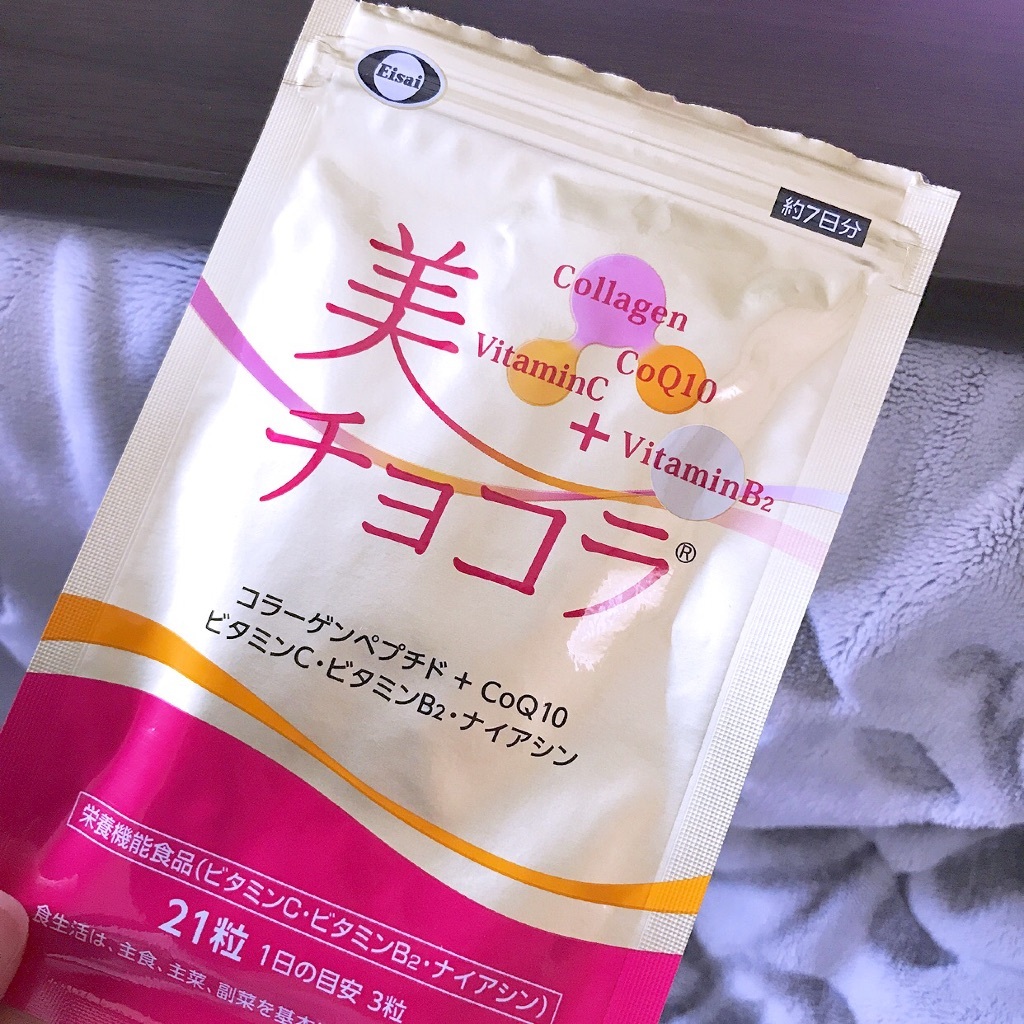 Eisai
約7日分
美
チョコラ®
Collagen
VitaminC
CoQ10
+
VitaminB2
コラーゲンペプチド + CoQ10
ビタミンC・ビタミンB2・ナイアシン
栄養機能食品(ビタミンC・ビタミンB2・ナイアシン)
21粒 1日の目安 3粒
食生活は、主食、主菜、副菜を基本